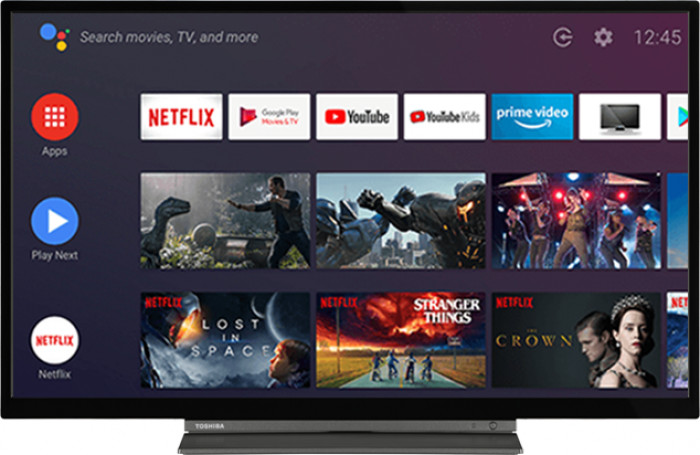 Search movies, TV, and more
12:45
NETFLIX
Google Play
Movies & TV
YouTube
YouTube Kids
prime video
Apps
Play Next
NETFLIX
LOST
IN
SPACE
NETFLIX
STRANGER
THINGS
NETFLIX
THE
CROWN
NET
NETFLIX
Netflix
TOSHIBA